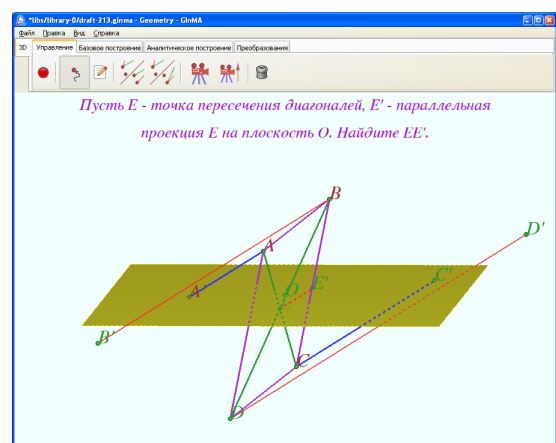 *libs/library-0/draft-213.ginma - Geometry - GInMA
Файл Правка Вид Справка
3D Управление Базовое построение Аналитическое построение Преобразования
Пусть E - точка пересечения диагоналей, E' - параллельная
проекция E на плоскость O. Найдите EE'.
B
D'
A
C'
E'
O
A'
B'
C
D